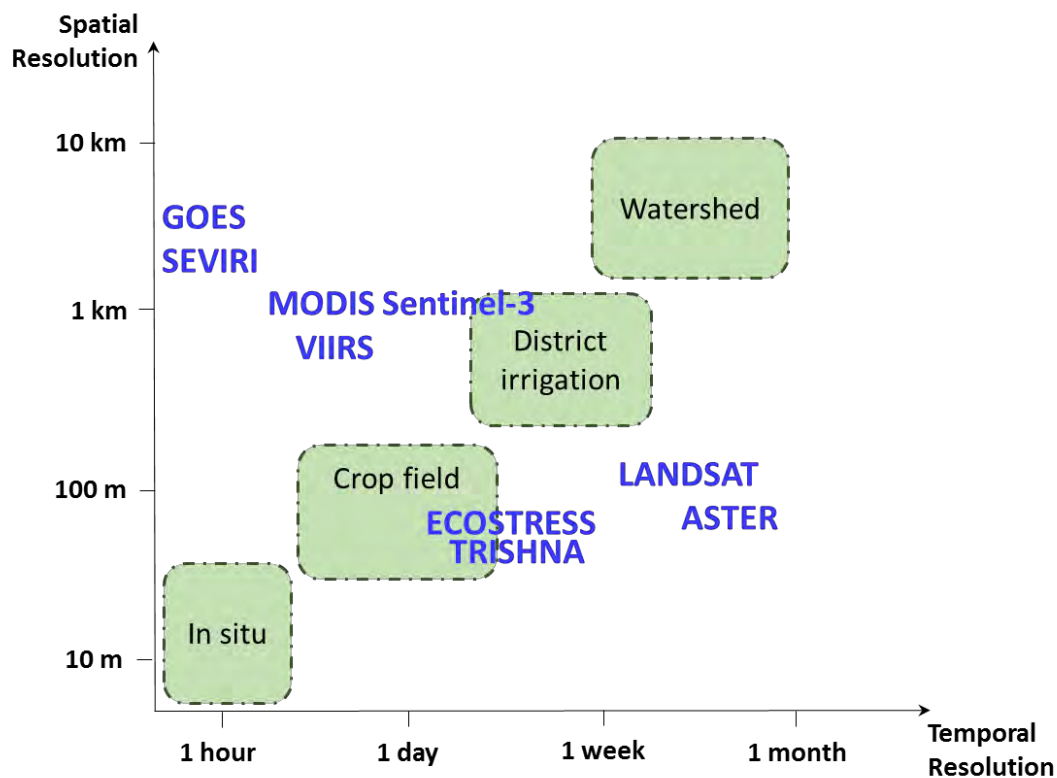 Spatial
Resolution
10 km
Watershed
GOES
SEVIRI
MODIS Sentinel-3
1 km
VIIRS
District
irrigation
LANDSAT
Crop field
100 m
ASTER
ECOSTRESS
TRISHNA
In situ
10 m
1 hour
1 day
1 week
1 month
Temporal
Resolution